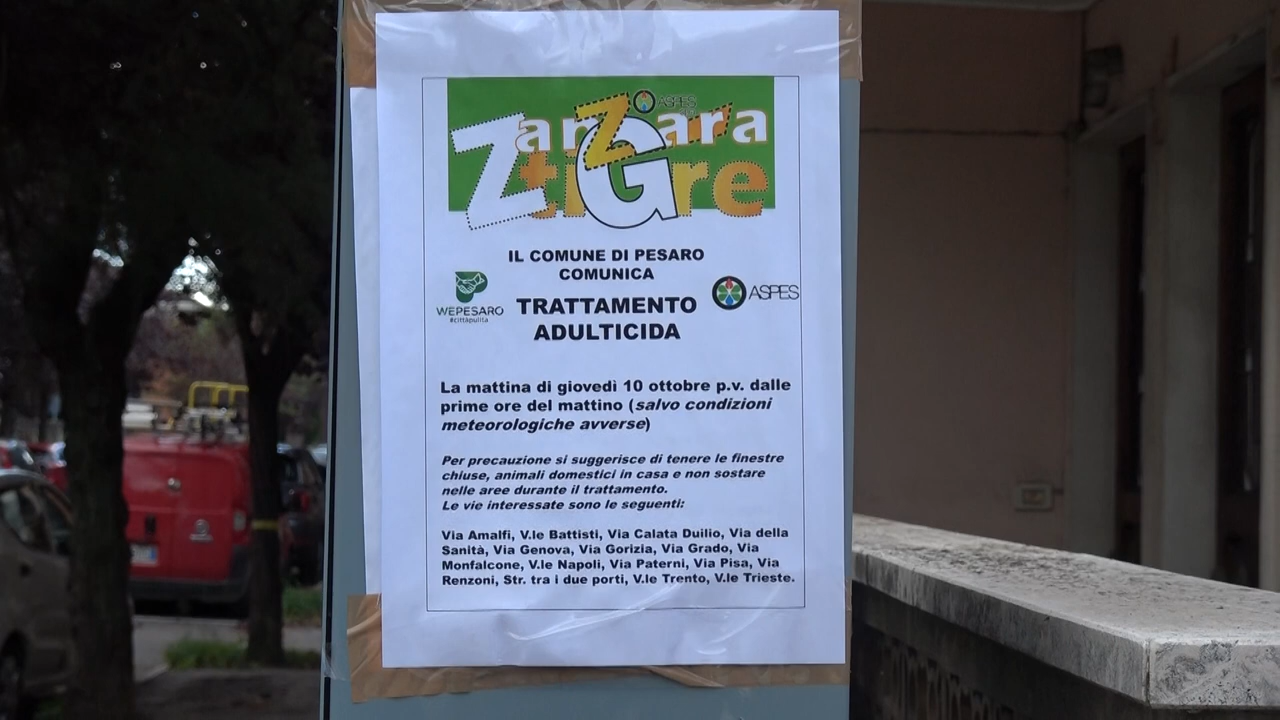 ASPES
Zanzara
tiGre
IL COMUNE DI PESARO
COMUNICA
WEPESARO
#cittàpulita
TRATTAMENTO
ADULTICIDA
ASPES
La mattina di giovedì 10 ottobre p.v. dalle
prime ore del mattino (salvo condizioni
meteorologiche avverse)
Per precauzione si suggerisce di tenere le finestre
chiuse, animali domestici in casa e non sostare
nelle aree durante il trattamento.
Le vie interessate sono le seguenti:
Via Amalfi, V.le Battisti, Via Calata Duilio, Via della
Sanità, Via Genova, Via Gorizia, Via Grado, Via
Monfalcone, V.le Napoli, Via Paterni, Via Pisa, Via
Renzoni, Str. tra i due porti, V.le Trento, V.le Trieste.